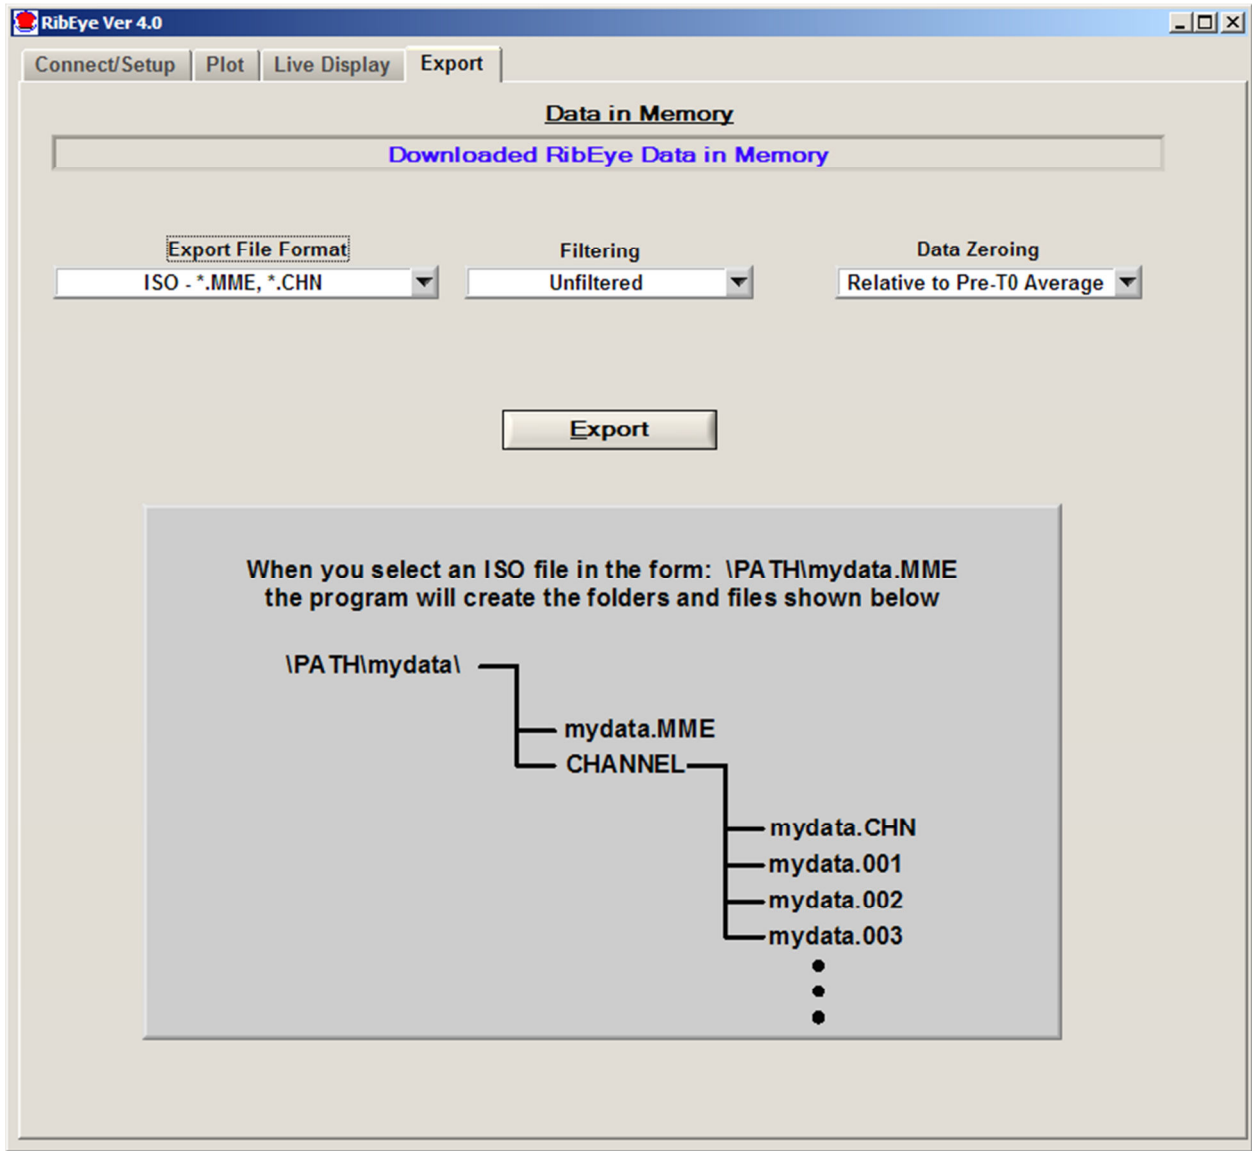 RibEye Ver 4.0
Connect/Setup Plot Live Display Export
Data in Memory
Downloaded RibEye Data in Memory
Export File Format Filtering Data Zeroing
ISO - *.MME, *.CHN Unfiltered Relative to Pre-T0 Average
Export
When you select an ISO file in the form: \PATH\mydata.MME
the program will create the folders and files shown below
\PATH\mydata\
mydata.MME
CHANNEL
mydata.CHN
mydata.001
mydata.002
mydata.003